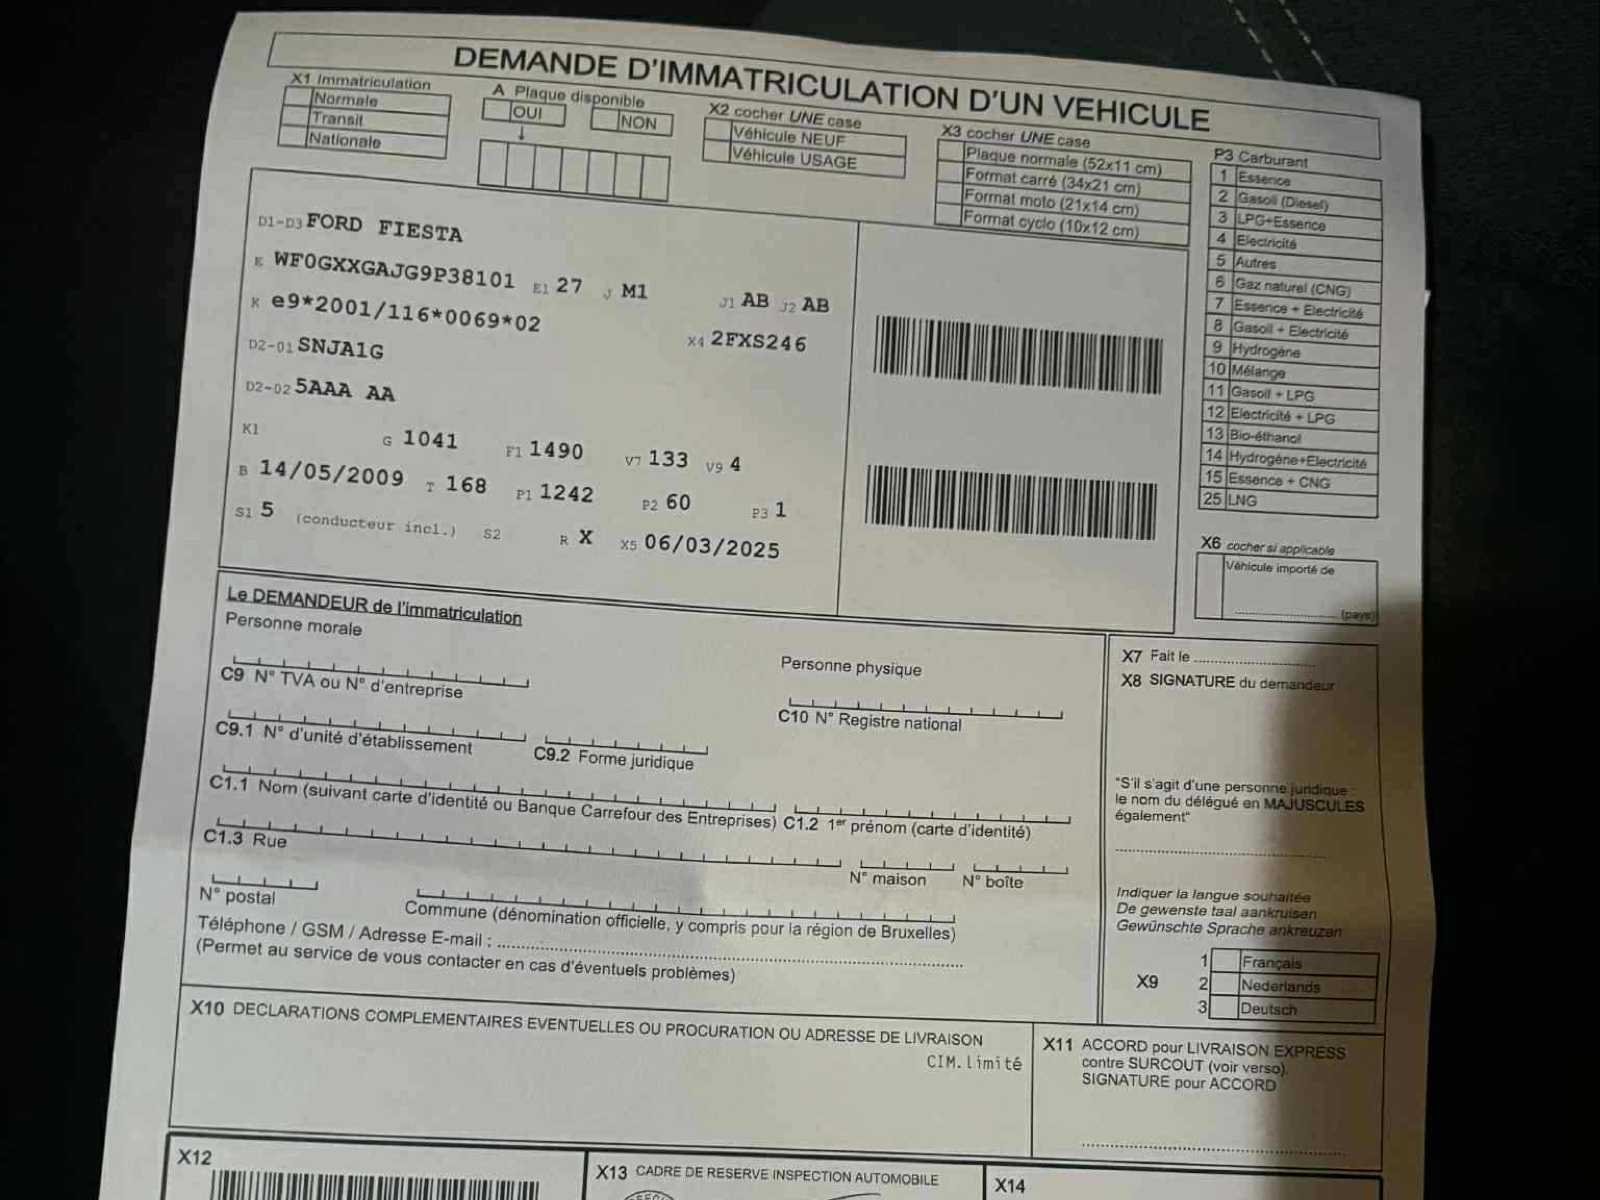 DEMANDE D'IMMATRICULATION D'UN VEHICULE
X1 Immatriculation
Normale
Transit
Nationale
A Plaque disponible
OUI
NON
X2 cocher UNE case
Véhicule NEUF
Véhicule USAGE
X3 cocher UNE case
Plaque normale (52x11 cm)
Format carré (34x21 cm)
Format moto (21x14 cm)
Format cyclo (10x12 cm)
P3 Carburant
1 Essence
2 Gasoil (Diesel)
3 LPG+Essence
4 Electricité
5 Autres
6 Gaz naturel (CNG)
7 Essence + Electricité
8 Gasoil + Electricité
9 Hydrogène
10 Mélange
11 Gasoil + LPG
12 Electricité + LPG
13 Bio-éthanol
14 Hydrogène+Electricité
15 Essence + CNG
25 LNG
D1-D3 FORD FIESTA
E WF0GXXGAJG9P38101 E1 27 J M1 J1 AB J2 AB
K e9*2001/116*0069*02 X4 2FXS246
D2-01 SNJA1G
D2-02 5AAA AA
K1 G 1041 F1 1490 V7 133 V9 4
B 14/05/2009 T 168 P1 1242 P2 60 P3 1
S1 5 (conducteur incl.) S2 R X X5 06/03/2025
X6 cocher si applicable
Véhicule importé de
(pays)
Le DEMANDEUR de l'immatriculation
Personne morale
C9 N° TVA ou N° d'entreprise
Personne physique
C10 N° Registre national
C9.1 N° d'unité d'établissement
C9.2 Forme juridique
C1.1 Nom (suivant carte d'identité ou Banque Carrefour des Entreprises) C1.2 1er prénom (carte d'identité)
C1.3 Rue
N° maison
N° boîte
N° postal
Commune (dénomination officielle, y compris pour la région de Bruxelles)
Téléphone / GSM / Adresse E-mail :
(Permet au service de vous contacter en cas d'éventuels problèmes)
X7 Fait le
X8 SIGNATURE du demandeur
"S'il s'agit d'une personne juridique :
le nom du délégué en MAJUSCULES
également"
Indiquer la langue souhaitée
De gewenste taal aankruisen
Gewünschte Sprache ankreuzen
X9
1 Français
2 Nederlands
3 Deutsch
X10 DECLARATIONS COMPLEMENTAIRES EVENTUELLES OU PROCURATION OU ADRESSE DE LIVRAISON
CIM.limité
X11 ACCORD pour LIVRAISON EXPRESS
contre SURCOUT (voir verso).
SIGNATURE pour ACCORD
X12
X13 CADRE DE RESERVE INSPECTION AUTOMOBILE
X14